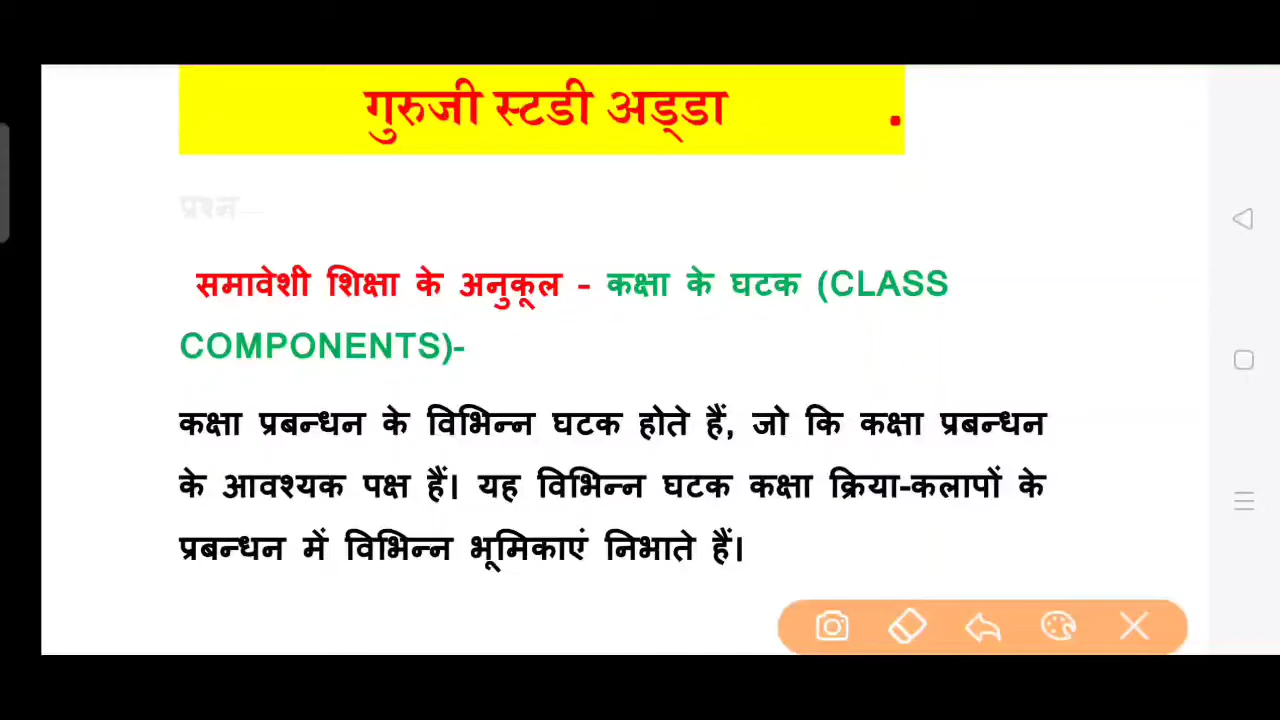 गुरुजी स्टडी अड्डा .
प्रश्न—
समावेशी शिक्षा के अनुकूल - कक्षा के घटक (CLASS
COMPONENTS)-
कक्षा प्रबन्धन के विभिन्न घटक होते हैं, जो कि कक्षा प्रबन्धन
के आवश्यक पक्ष हैं। यह विभिन्न घटक कक्षा क्रिया-कलापों के
प्रबन्धन में विभिन्न भूमिकाएं निभाते हैं।